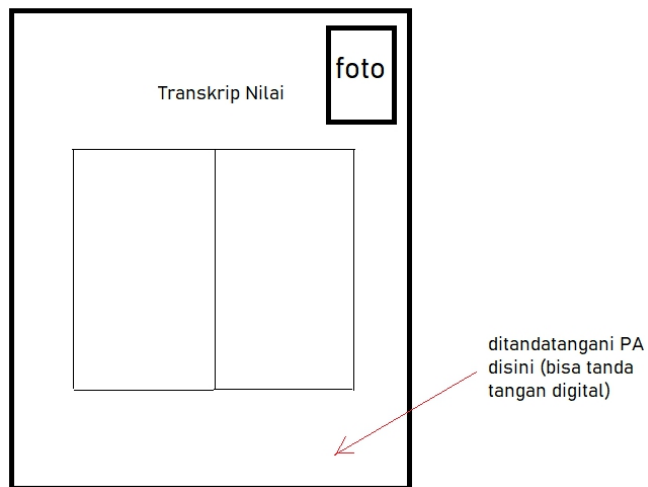 foto
Transkrip Nilai
ditandatangani PA
disini (bisa tanda
tangan digital)